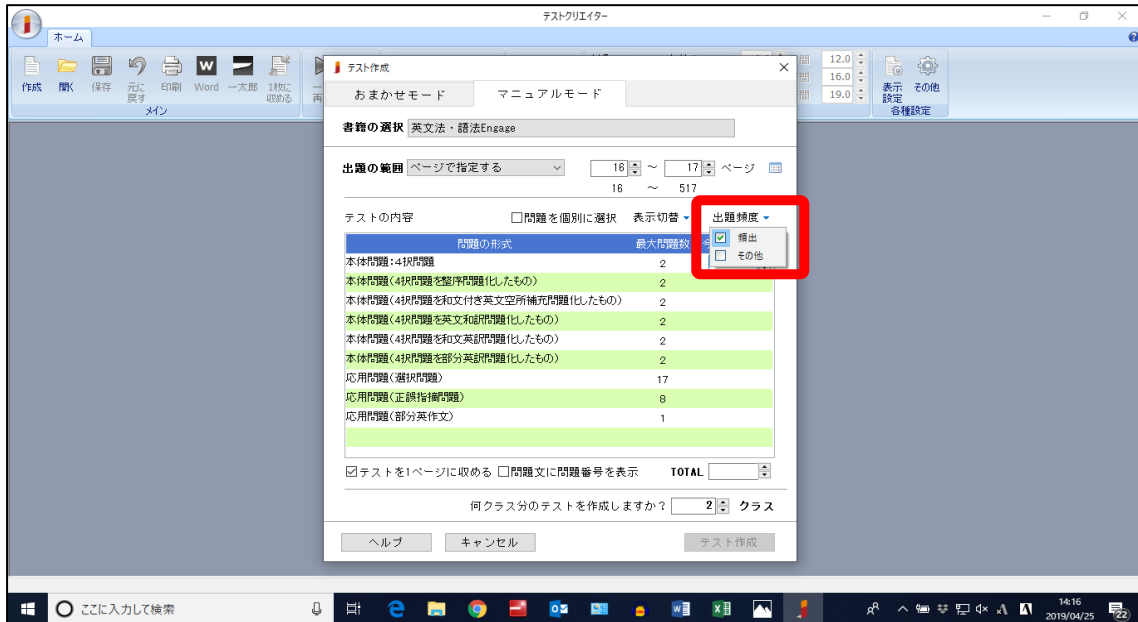 テストクリエイター
ホーム
作成 開く 保存 元に戻す 印刷 Word 一太郎 1枚に収める
メイン
12.0
16.0
19.0
表示設定 その他
各種設定
テスト作成
おまかせモード マニュアルモード
書籍の選択 英文法・語法Engage
出題の範囲 ページで指定する 16 ～ 17 ページ
16 ～ 517
テストの内容 問題を個別に選択 表示切替 出題頻度
頻出
その他
問題の形式 最大問題数
本体問題:4択問題 2
本体問題(4択問題を整序問題化したもの) 2
本体問題(4択問題を和文付き英文空所補充問題化したもの) 2
本体問題(4択問題を英文和訳問題化したもの) 2
本体問題(4択問題を和文英訳問題化したもの) 2
本体問題(4択問題を部分英訳問題化したもの) 2
応用問題(選択問題) 17
応用問題(正誤指摘問題) 8
応用問題(部分英作文) 1
テストを1ページに収める 問題文に問題番号を表示 TOTAL
何クラス分のテストを作成しますか? 2 クラス
ヘルプ キャンセル テスト作成
ここに入力して検索
14:16
2019/04/25
22